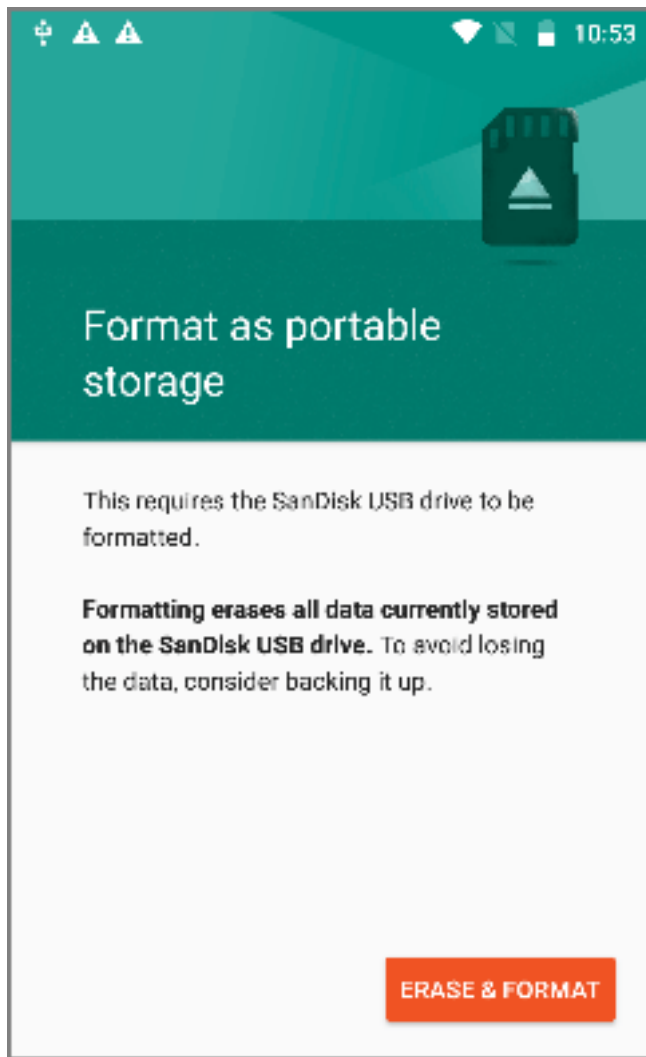 10:53
Format as portable
storage
This requires the SanDisk USB drive to be
formatted.
Formatting erases all data currently stored
on the SanDisk USB drive. To avoid losing
the data, consider backing it up.
ERASE & FORMAT